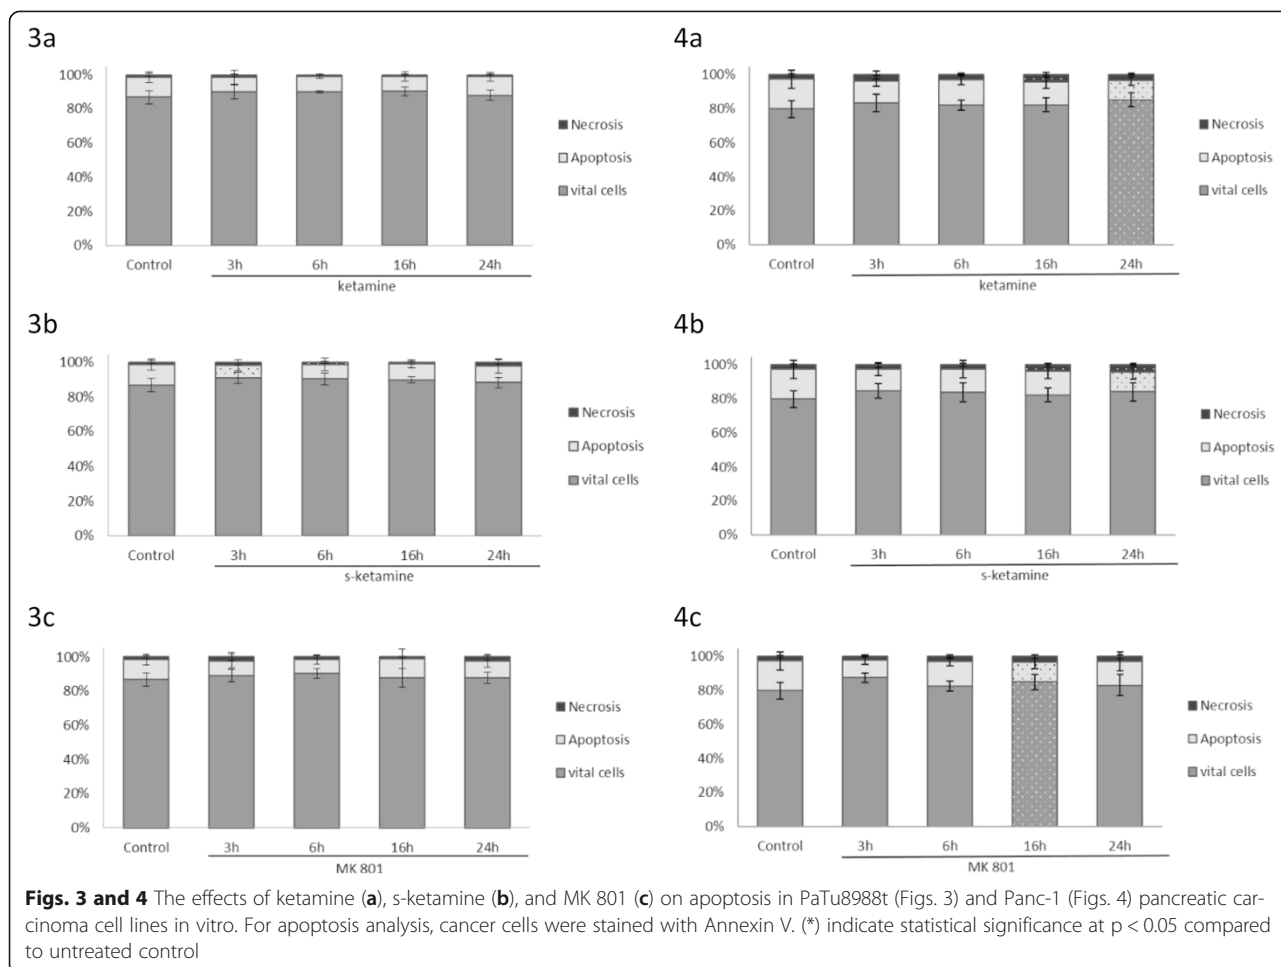 3a
100%
80%
60%
40%
20%
0%
Control 3h 6h 16h 24h
ketamine
Necrosis
Apoptosis
vital cells
4a
100%
80%
60%
40%
20%
0%
Control 3h 6h 16h 24h
ketamine
Necrosis
Apoptosis
vital cells
3b
100%
80%
60%
40%
20%
0%
Control 3h 6h 16h 24h
s-ketamine
Necrosis
Apoptosis
vital cells
4b
100%
80%
60%
40%
20%
0%
Control 3h 6h 16h 24h
s-ketamine
Necrosis
Apoptosis
vital cells
3c
100%
80%
60%
40%
20%
0%
Control 3h 6h 16h 24h
MK 801
Necrosis
Apoptosis
vital cells
4c
100%
80%
60%
40%
20%
0%
Control 3h 6h 16h 24h
MK 801
Necrosis
Apoptosis
vital cells
Figs. 3 and 4 The effects of ketamine (a), s-ketamine (b), and MK 801 (c) on apoptosis in PaTu8988t (Figs. 3) and Panc-1 (Figs. 4) pancreatic car-
cinoma cell lines in vitro. For apoptosis analysis, cancer cells were stained with Annexin V. (*) indicate statistical significance at p < 0.05 compared
to untreated control